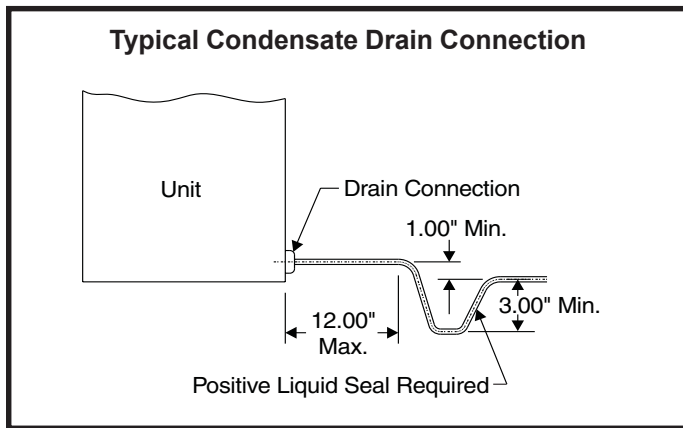 Typical Condensate Drain Connection
Unit
Drain Connection
1.00" Min.
3.00" Min.
12.00"
Max.
Positive Liquid Seal Required